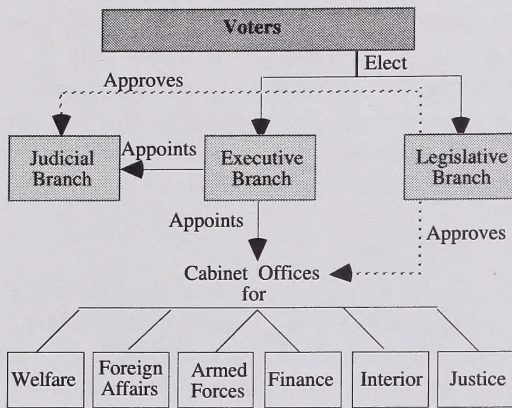 Voters
Elect
Approves
Judicial
Branch
Appoints
Executive
Branch
Legislative
Branch
Appoints
Approves
Cabinet Offices
for
Welfare
Foreign
Affairs
Armed
Forces
Finance
Interior
Justice